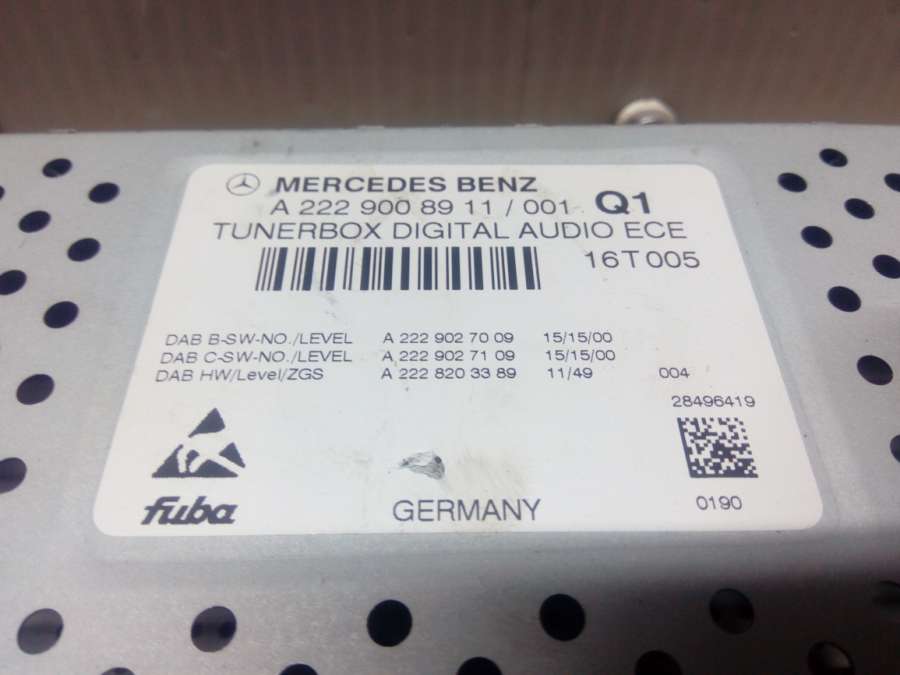 MERCEDES BENZ
A 222 900 89 11 / 001 Q1
TUNERBOX DIGITAL AUDIO ECE
16T005
DAB B-SW-NO./LEVEL A 222 902 70 09 15/15/00
DAB C-SW-NO./LEVEL A 222 902 71 09 15/15/00
DAB HW/Level/ZGS A 222 820 33 89 11/49 004
28496419
fuba
GERMANY
0190